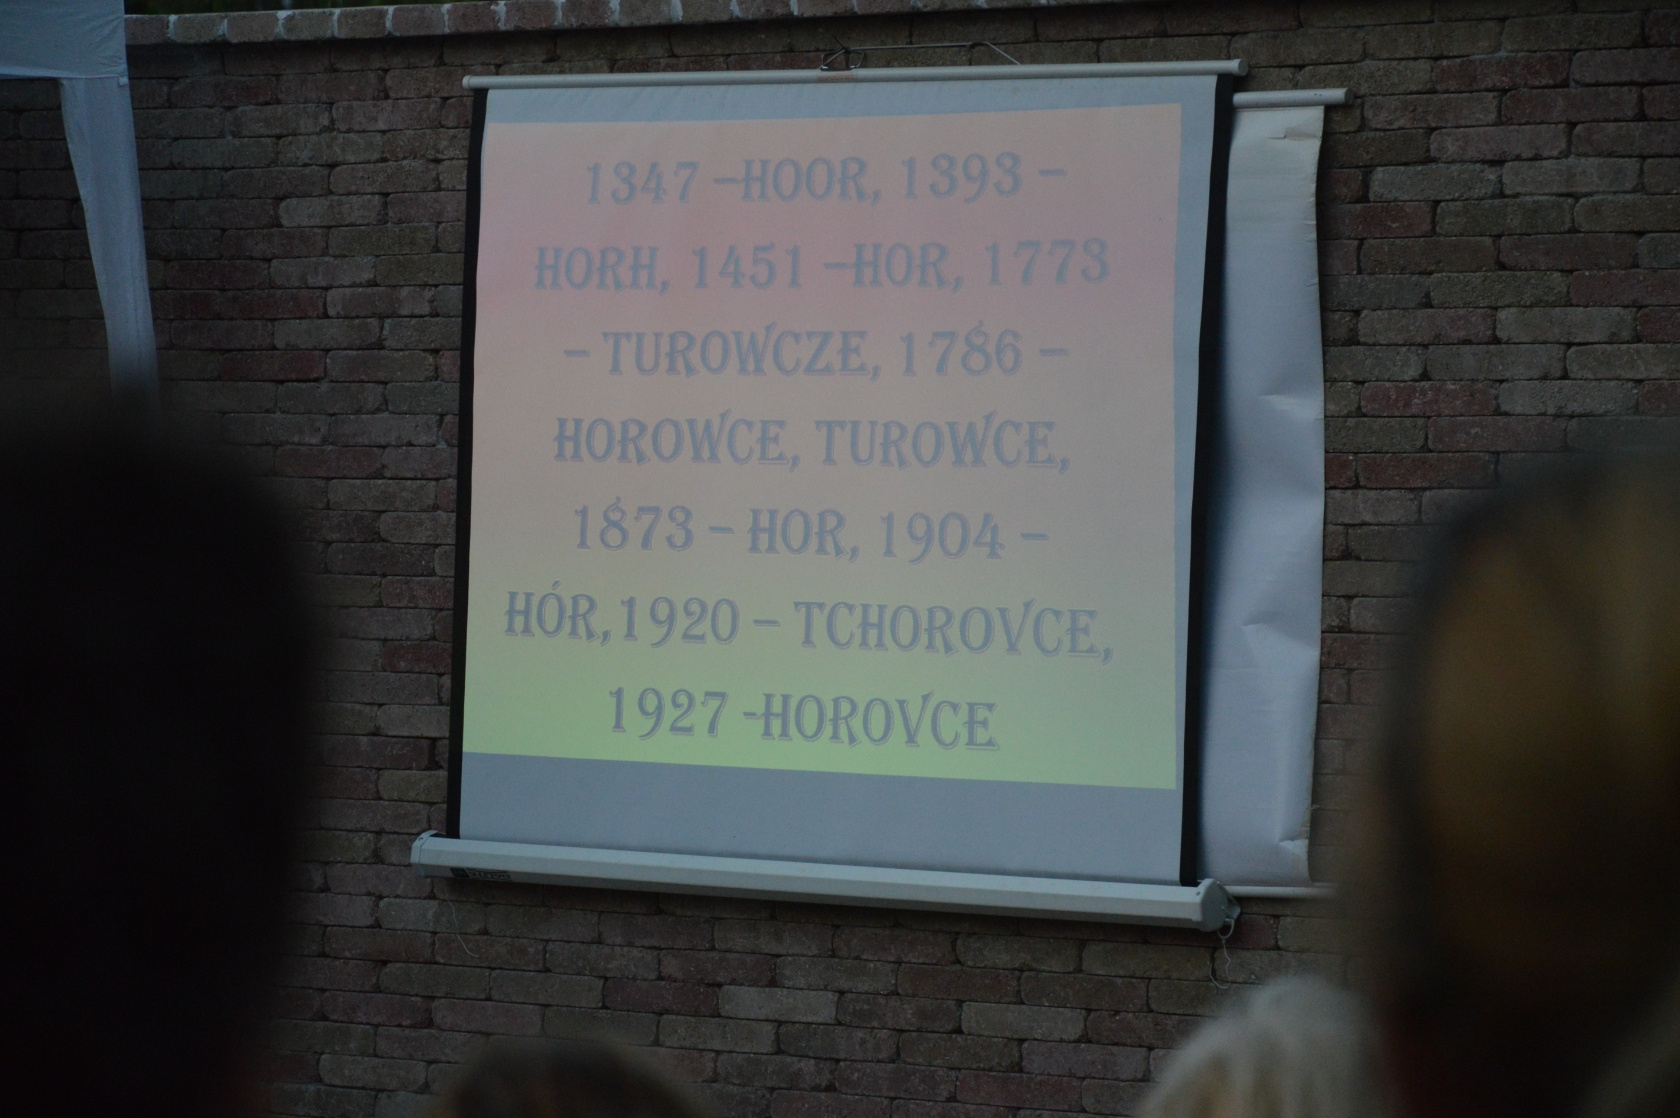 1347 –HOOR, 1393 –
HORH, 1451 –HOR, 1773
– TUROWCZE, 1786 –
HOROWCE, TUROWCE,
1873 – HOR, 1904 –
HÓR,1920 – TCHOROVCE,
1927 -HOROVCE